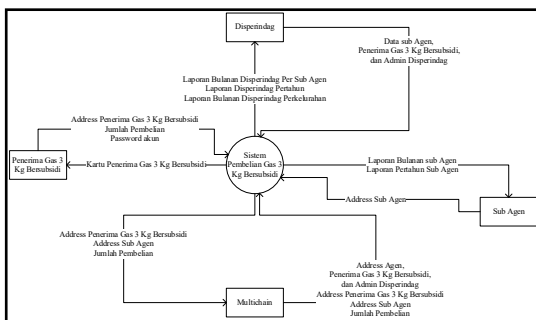 Disperindag
Data sub Agen,
Penerima Gas 3 Kg Bersubsidi,
dan Admin Disperindag
Laporan Bulanan Disperindag Per Sub Agen
Laporan Disperindag Pertahun
Laporan Bulanan Disperindag Perkelurahan
Address Penerima Gas 3 Kg Bersubsidi
Jumlah Pembelian
Password akun
Penerima Gas 3
Kg Bersubsidi
Kartu Penerima Gas 3 Kg Bersubsidi
Sistem
Pembelian Gas 3
Kg Bersubsidi
Laporan Bulanan sub Agen
Laporan Pertahun Sub Agen
Address Sub Agen
Sub Agen
Address Penerima Gas 3 Kg Bersubsidi
Address Sub Agen
Jumlah Pembelian
Multichain
Address Agen,
Penerima Gas 3 Kg Bersubsidi,
dan Admin Disperindag
Address Penerima Gas 3 Kg Bersubsidi
Address Sub Agen
Jumlah Pembelian